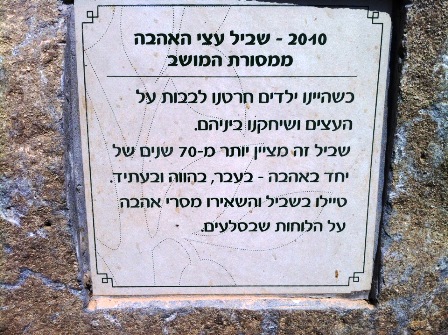 2010 - שביל עצי האהבה
ממסורת המושב
כשהיינו ילדים חרטנו לבבות על
העצים ושיחקנו ביניהם.
שביל זה מציין יותר מ-70 שנים של
יחד באהבה - בעבר, בהווה ובעתיד.
טיילו בשביל והשאירו מסרי אהבה
על הלוחות שבסלעים.